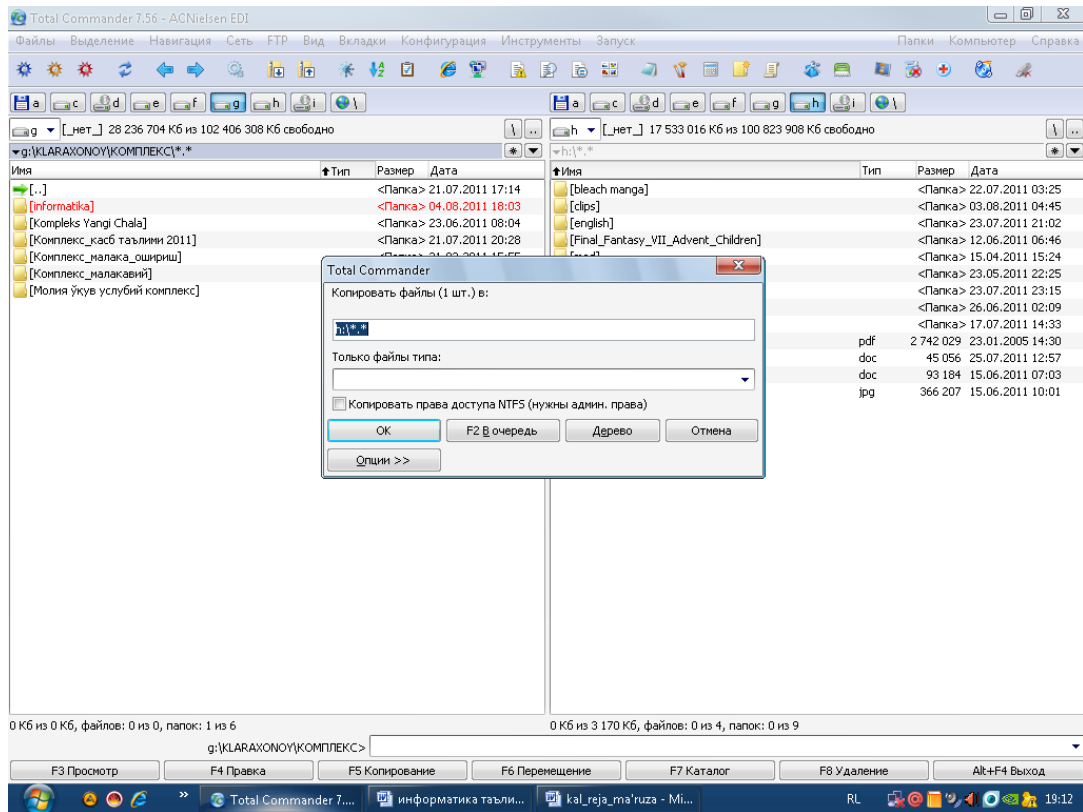 Total Commander 7.56 - ACNielsen EDI
Файлы Выделение Навигация Сеть FTP Вид Вкладки Конфигурация Инструменты Запуск Папки Компьютер Справка
a c d e f g h i \ a c d e f g h i \
g [_нет_] 28 236 704 Кб из 102 406 308 Кб свободно \ .. h [_нет_] 17 533 016 Кб из 100 823 908 Кб свободно \ ..
g:\KLARAXONOY\КОМПЛЕКС\*.* * h:\*.* *
Имя Тип Размер Дата Имя Тип Размер Дата
[..] <Папка> 21.07.2011 17:14 [bleach manga] <Папка> 22.07.2011 03:25
[informatika] <Папка> 04.08.2011 18:03 [clips] <Папка> 03.08.2011 04:45
[Kompleks Yangi Chala] <Папка> 23.06.2011 08:04 [english] <Папка> 23.07.2011 21:02
[Комплекс_касб таълими 2011] <Папка> 21.07.2011 20:28 [Final_Fantasy_VII_Advent_Children] <Папка> 12.06.2011 06:46
[Комплекс_малака_ошириш] <Папка> 15.04.2011 15:24
[Комплекс_малакавий] <Папка> 23.05.2011 22:25
[Молия ўқув услубий комплекс] <Папка> 23.07.2011 23:15
<Папка> 26.06.2011 02:09
<Папка> 17.07.2011 14:33
pdf 2 742 029 23.01.2005 14:30
doc 45 056 25.07.2011 12:57
doc 93 184 15.06.2011 07:03
jpg 366 207 15.06.2011 10:01
Total Commander
Копировать файлы (1 шт.) в:
h:\*.*
Только файлы типа:
Копировать права доступа NTFS (нужны админ. права)
OK F2 В очередь Дерево Отмена
Опции >>
0 Кб из 0 Кб, файлов: 0 из 0, папок: 1 из 6 0 Кб из 3 170 Кб, файлов: 0 из 4, папок: 0 из 9
g:\KLARAXONOY\КОМПЛЕКС>
F3 Просмотр F4 Правка F5 Копирование F6 Перемещение F7 Каталог F8 Удаление Alt+F4 Выход
» Total Commander 7.... информатика таъли... kal_reja_ma'ruza - Mi... RL 19:12